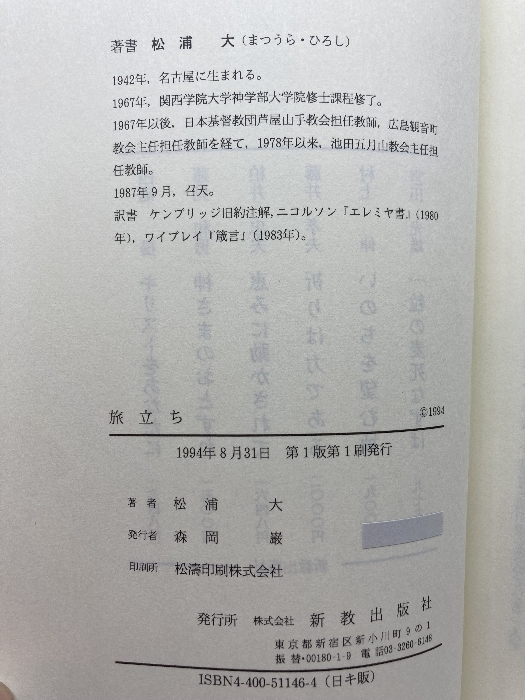 著書 松浦 大(まつうら・ひろし)
1942年，名古屋に生まれる。
1967年，関西学院大学神学部大学院修士課程修了。
1967年以後，日本基督教団芦屋山手教会担任教師，広島観音町
教会主任担任教師を経て，1978年以来，池田五月山教会主任担
任教師。
1987年9月，召天。
訳書 ケンブリッジ旧約注解,ニコルソン『エレミヤ書』(1980
年)，ワイブレイ『箴言』(1983年)。
旅立ち
©1994
1994年8月31日 第1版第1刷発行
著者 松浦 大
発行者 森岡 巌
印刷所 松濤印刷株式会社
発行所 株式会社 新教出版社
東京都新宿区新小川町9の1
振替・00180-1-9 電話03-3260-6148
ISBN4-400-51146-4(日キ販)